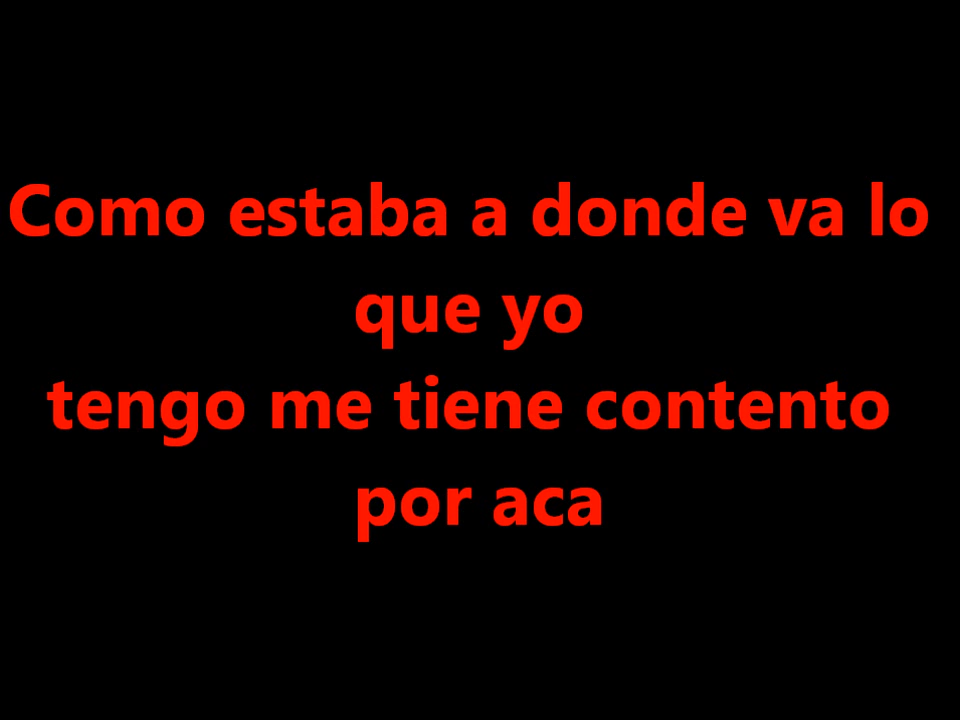 Como estaba a donde va lo
que yo
tengo me tiene contento
por aca